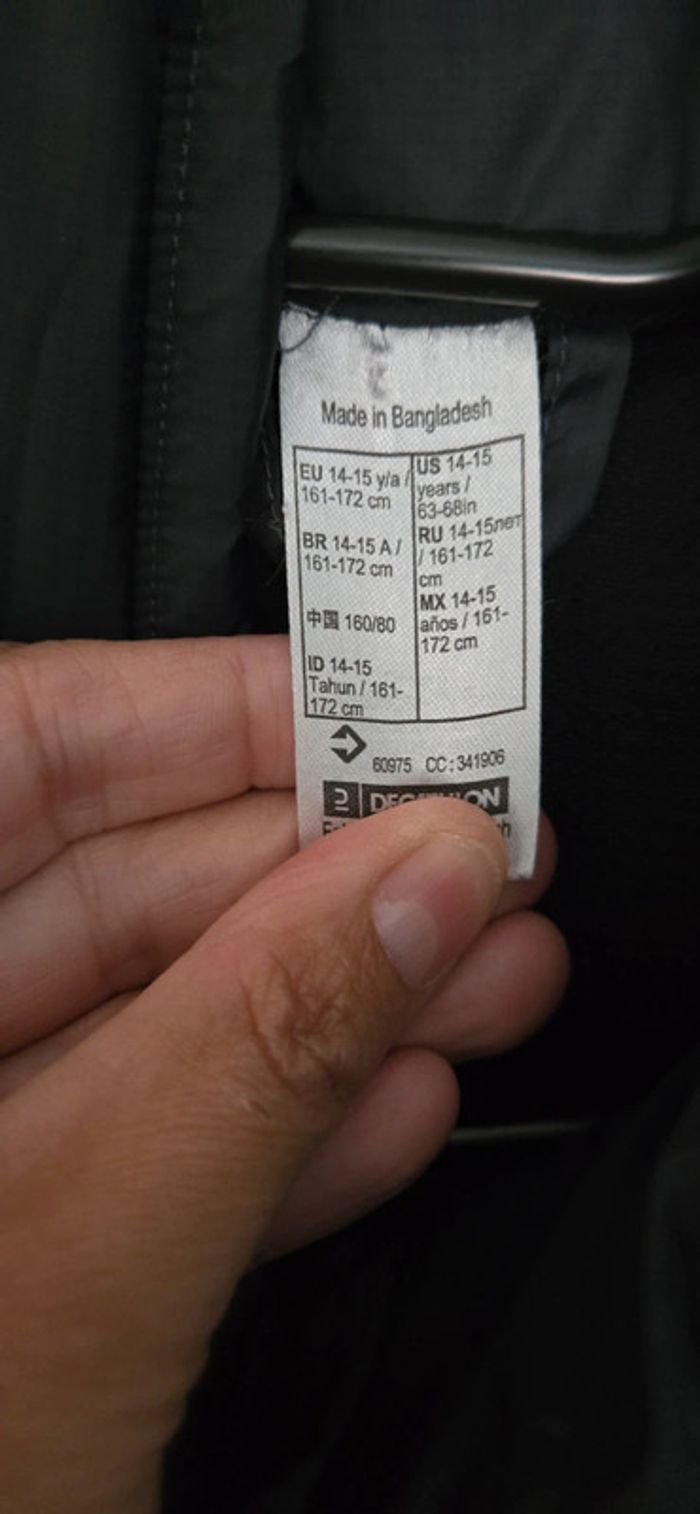 Made in Bangladesh
EU 14-15 y/a /
161-172 cm
BR 14-15 A /
161-172 cm
中国 160/80
ID 14-15
Tahun / 161-
172 cm
US 14-15
years /
63-68in
RU 14-15лет
/ 161-172
cm
MX 14-15
años / 161-
172 cm
60975 CC:341906
DECATHLON